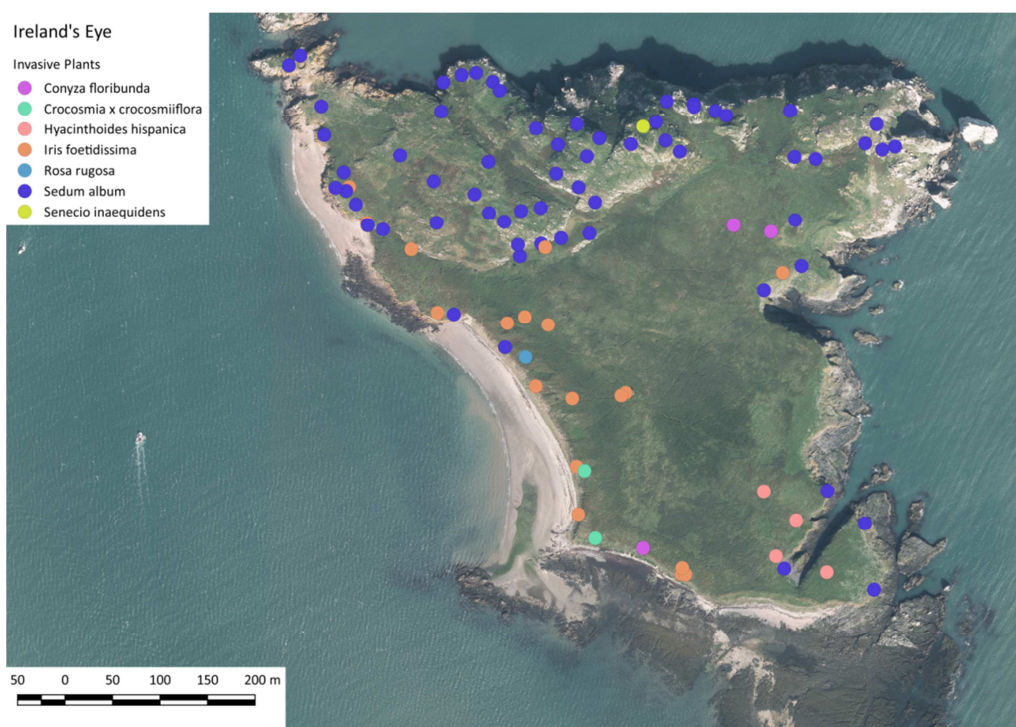 Ireland's Eye
Invasive Plants
Conyza floribunda
Crocosmia x crocosmiiflora
Hyacinthoides hispanica
Iris foetidissima
Rosa rugosa
Sedum album
Senecio inaequidens
50 0 50 100 150 200 m